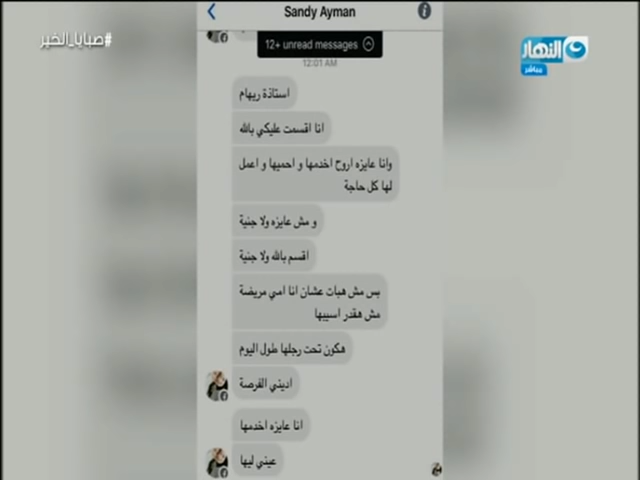 Sandy Ayman
#صبايا_الخير
النهار
مباشر
12+ unread messages
12:01 AM
استاذة ريهام
انا اقسمت عليكي بالله
وانا عايزه اروح اخدمها و احميها و اعمل
لها كل حاجة
و مش عايزه ولا جنية
اقسم بالله ولا جنية
بس مش هبات عشان انا امي مريضة
مش هقدر اسيبها
هكون تحت رجلها طول اليوم
اديني الفرصة
انا عايزه اخدمها
عيني ليها